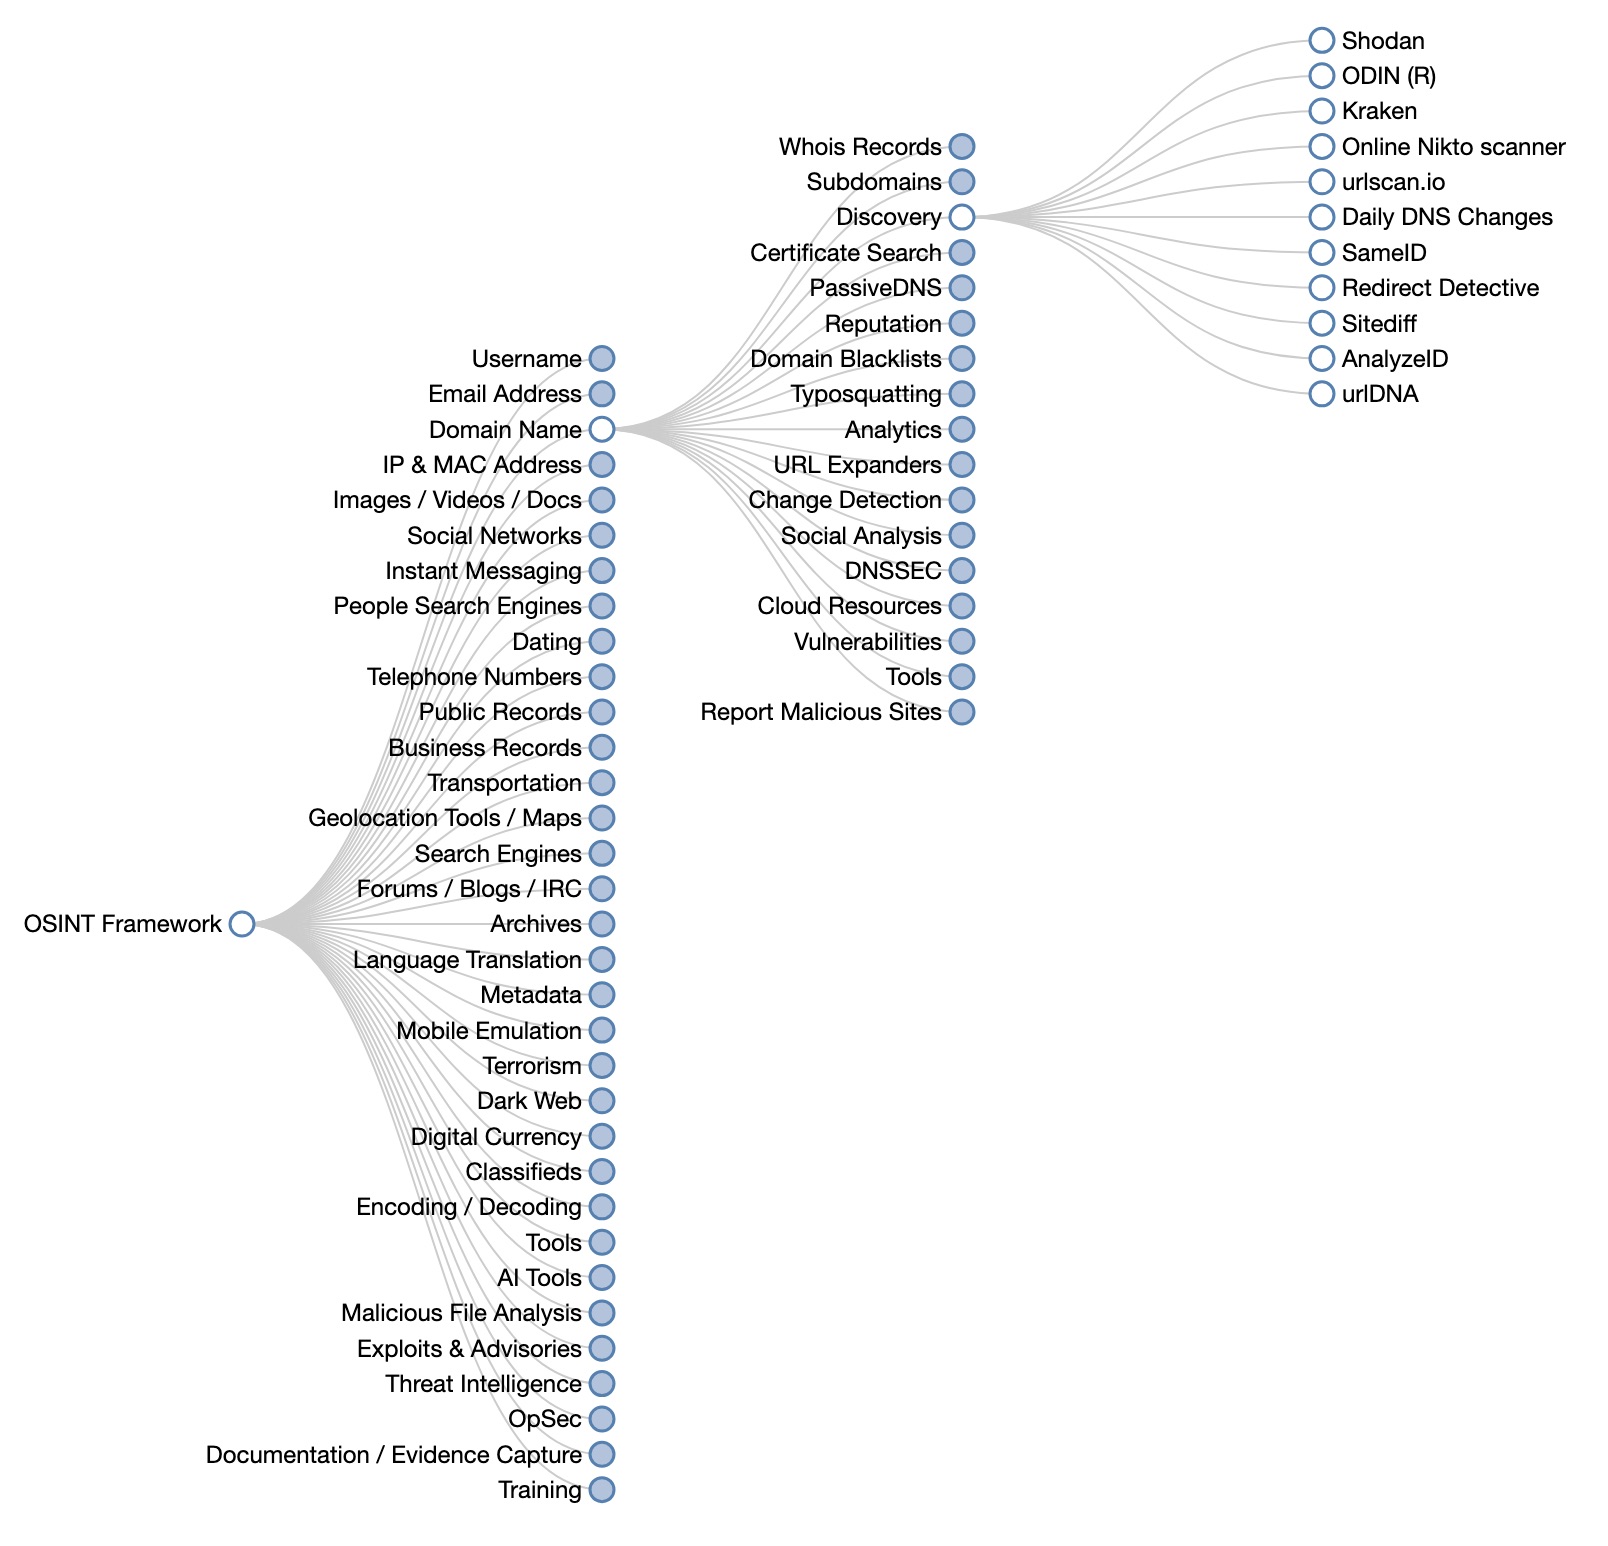 OSINT Framework
Username
Email Address
Domain Name
IP & MAC Address
Images / Videos / Docs
Social Networks
Instant Messaging
People Search Engines
Dating
Telephone Numbers
Public Records
Business Records
Transportation
Geolocation Tools / Maps
Search Engines
Forums / Blogs / IRC
Archives
Language Translation
Metadata
Mobile Emulation
Terrorism
Dark Web
Digital Currency
Classifieds
Encoding / Decoding
Tools
AI Tools
Malicious File Analysis
Exploits & Advisories
Threat Intelligence
OpSec
Documentation / Evidence Capture
Training
Whois Records
Subdomains
Discovery
Certificate Search
PassiveDNS
Reputation
Domain Blacklists
Typosquatting
Analytics
URL Expanders
Change Detection
Social Analysis
DNSSEC
Cloud Resources
Vulnerabilities
Tools
Report Malicious Sites
Shodan
ODIN (R)
Kraken
Online Nikto scanner
urlscan.io
Daily DNS Changes
SameID
Redirect Detective
Sitediff
AnalyzeID
urlDNA